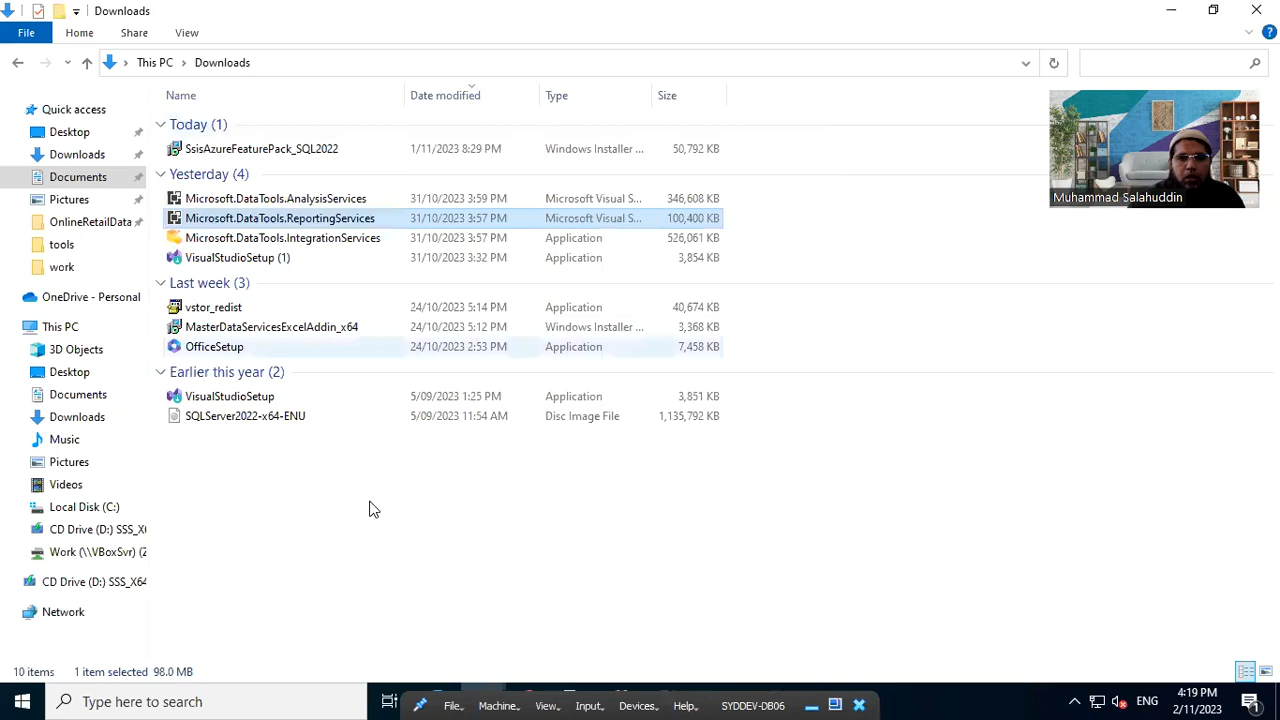 Downloads
File Home Share View
This PC Downloads
Name Date modified Type Size
Quick access
Desktop
Downloads
Documents
Pictures
OnlineRetailData
tools
work
OneDrive - Personal
This PC
3D Objects
Desktop
Documents
Downloads
Music
Pictures
Videos
Local Disk (C:)
CD Drive (D:) SSS_X6
Work (\\VBoxSvr) (Z
CD Drive (D:) SSS_X64
Network
Today (1)
SsisAzureFeaturePack_SQL2022 1/11/2023 8:29 PM Windows Installer ... 50,792 KB
Yesterday (4)
Microsoft.DataTools.AnalysisServices 31/10/2023 3:59 PM Microsoft Visual S... 346,608 KB
Microsoft.DataTools.ReportingServices 31/10/2023 3:57 PM Microsoft Visual S... 100,400 KB
Microsoft.DataTools.IntegrationServices 31/10/2023 3:57 PM Application 526,061 KB
VisualStudioSetup (1) 31/10/2023 3:32 PM Application 3,854 KB
Last week (3)
vstor_redist 24/10/2023 5:14 PM Application 40,674 KB
MasterDataServicesExcelAddin_x64 24/10/2023 5:12 PM Windows Installer ... 3,368 KB
OfficeSetup 24/10/2023 2:53 PM Application 7,458 KB
Earlier this year (2)
VisualStudioSetup 5/09/2023 1:25 PM Application 3,851 KB
SQLServer2022-x64-ENU 5/09/2023 11:54 AM Disc Image File 1,135,792 KB
Muhammad Salahuddin
10 items 1 item selected 98.0 MB
Type here to search
File Machine View Input Devices Help SYDDEV-DB06
ENG
4:19 PM
2/11/2023
1